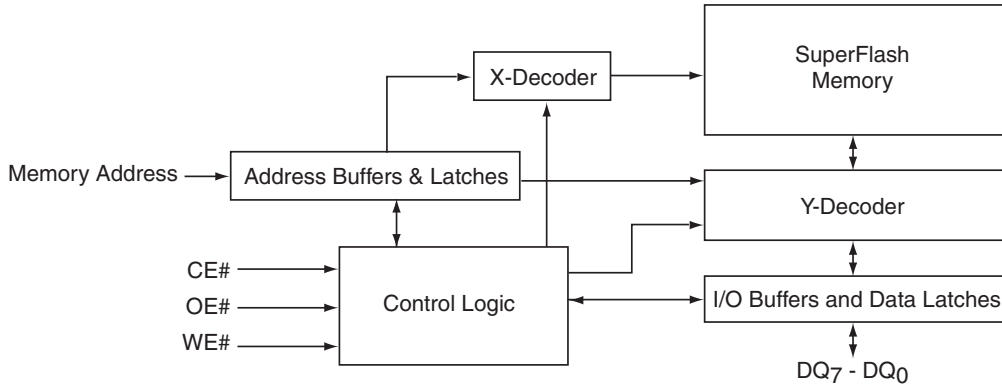 SuperFlash
Memory
X-Decoder
Memory Address
Address Buffers & Latches
Y-Decoder
CE#
OE#
WE#
Control Logic
I/O Buffers and Data Latches
DQ7 - DQ0